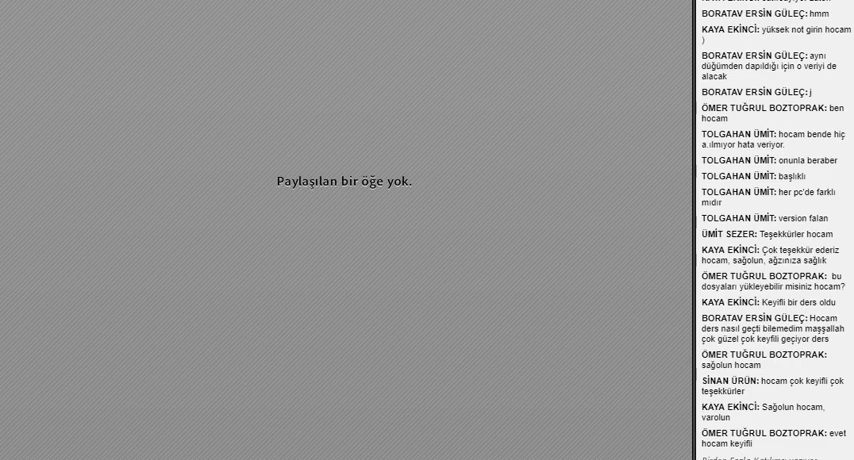 BORATAV ERSİN GÜLEÇ: hmm
KAYA EKİNCİ: yüksek not girin hocam
)
BORATAV ERSİN GÜLEÇ: aynı
düğümden dapıldığı için o veriyi de
alacak
BORATAV ERSİN GÜLEÇ: j
ÖMER TUĞRUL BOZTOPRAK: ben
hocam
TOLGAHAN ÜMİT: hocam bende hiç
a.ılmıyor hata veriyor.
TOLGAHAN ÜMİT: onunla beraber
TOLGAHAN ÜMİT: başlıklı
TOLGAHAN ÜMİT: her pc'de farklı
mıdır
TOLGAHAN ÜMİT: version falan
ÜMİT SEZER: Teşekkürler hocam
KAYA EKİNCİ: Çok teşekkür ederiz
hocam, sağolun, ağzınıza sağlık
ÖMER TUĞRUL BOZTOPRAK: bu
dosyaları yükleyebilir misiniz hocam?
KAYA EKİNCİ: Keyifli bir ders oldu
BORATAV ERSİN GÜLEÇ: Hocam
ders nasıl geçti bilemedim maşşallah
çok güzel çok keyfili geçiyor ders
ÖMER TUĞRUL BOZTOPRAK:
sağolun hocam
SİNAN ÜRÜN: hocam çok keyifli çok
teşekkürler
KAYA EKİNCİ: Sağolun hocam,
varolun
ÖMER TUĞRUL BOZTOPRAK: evet
hocam keyifli
Paylaşılan bir öğe yok.